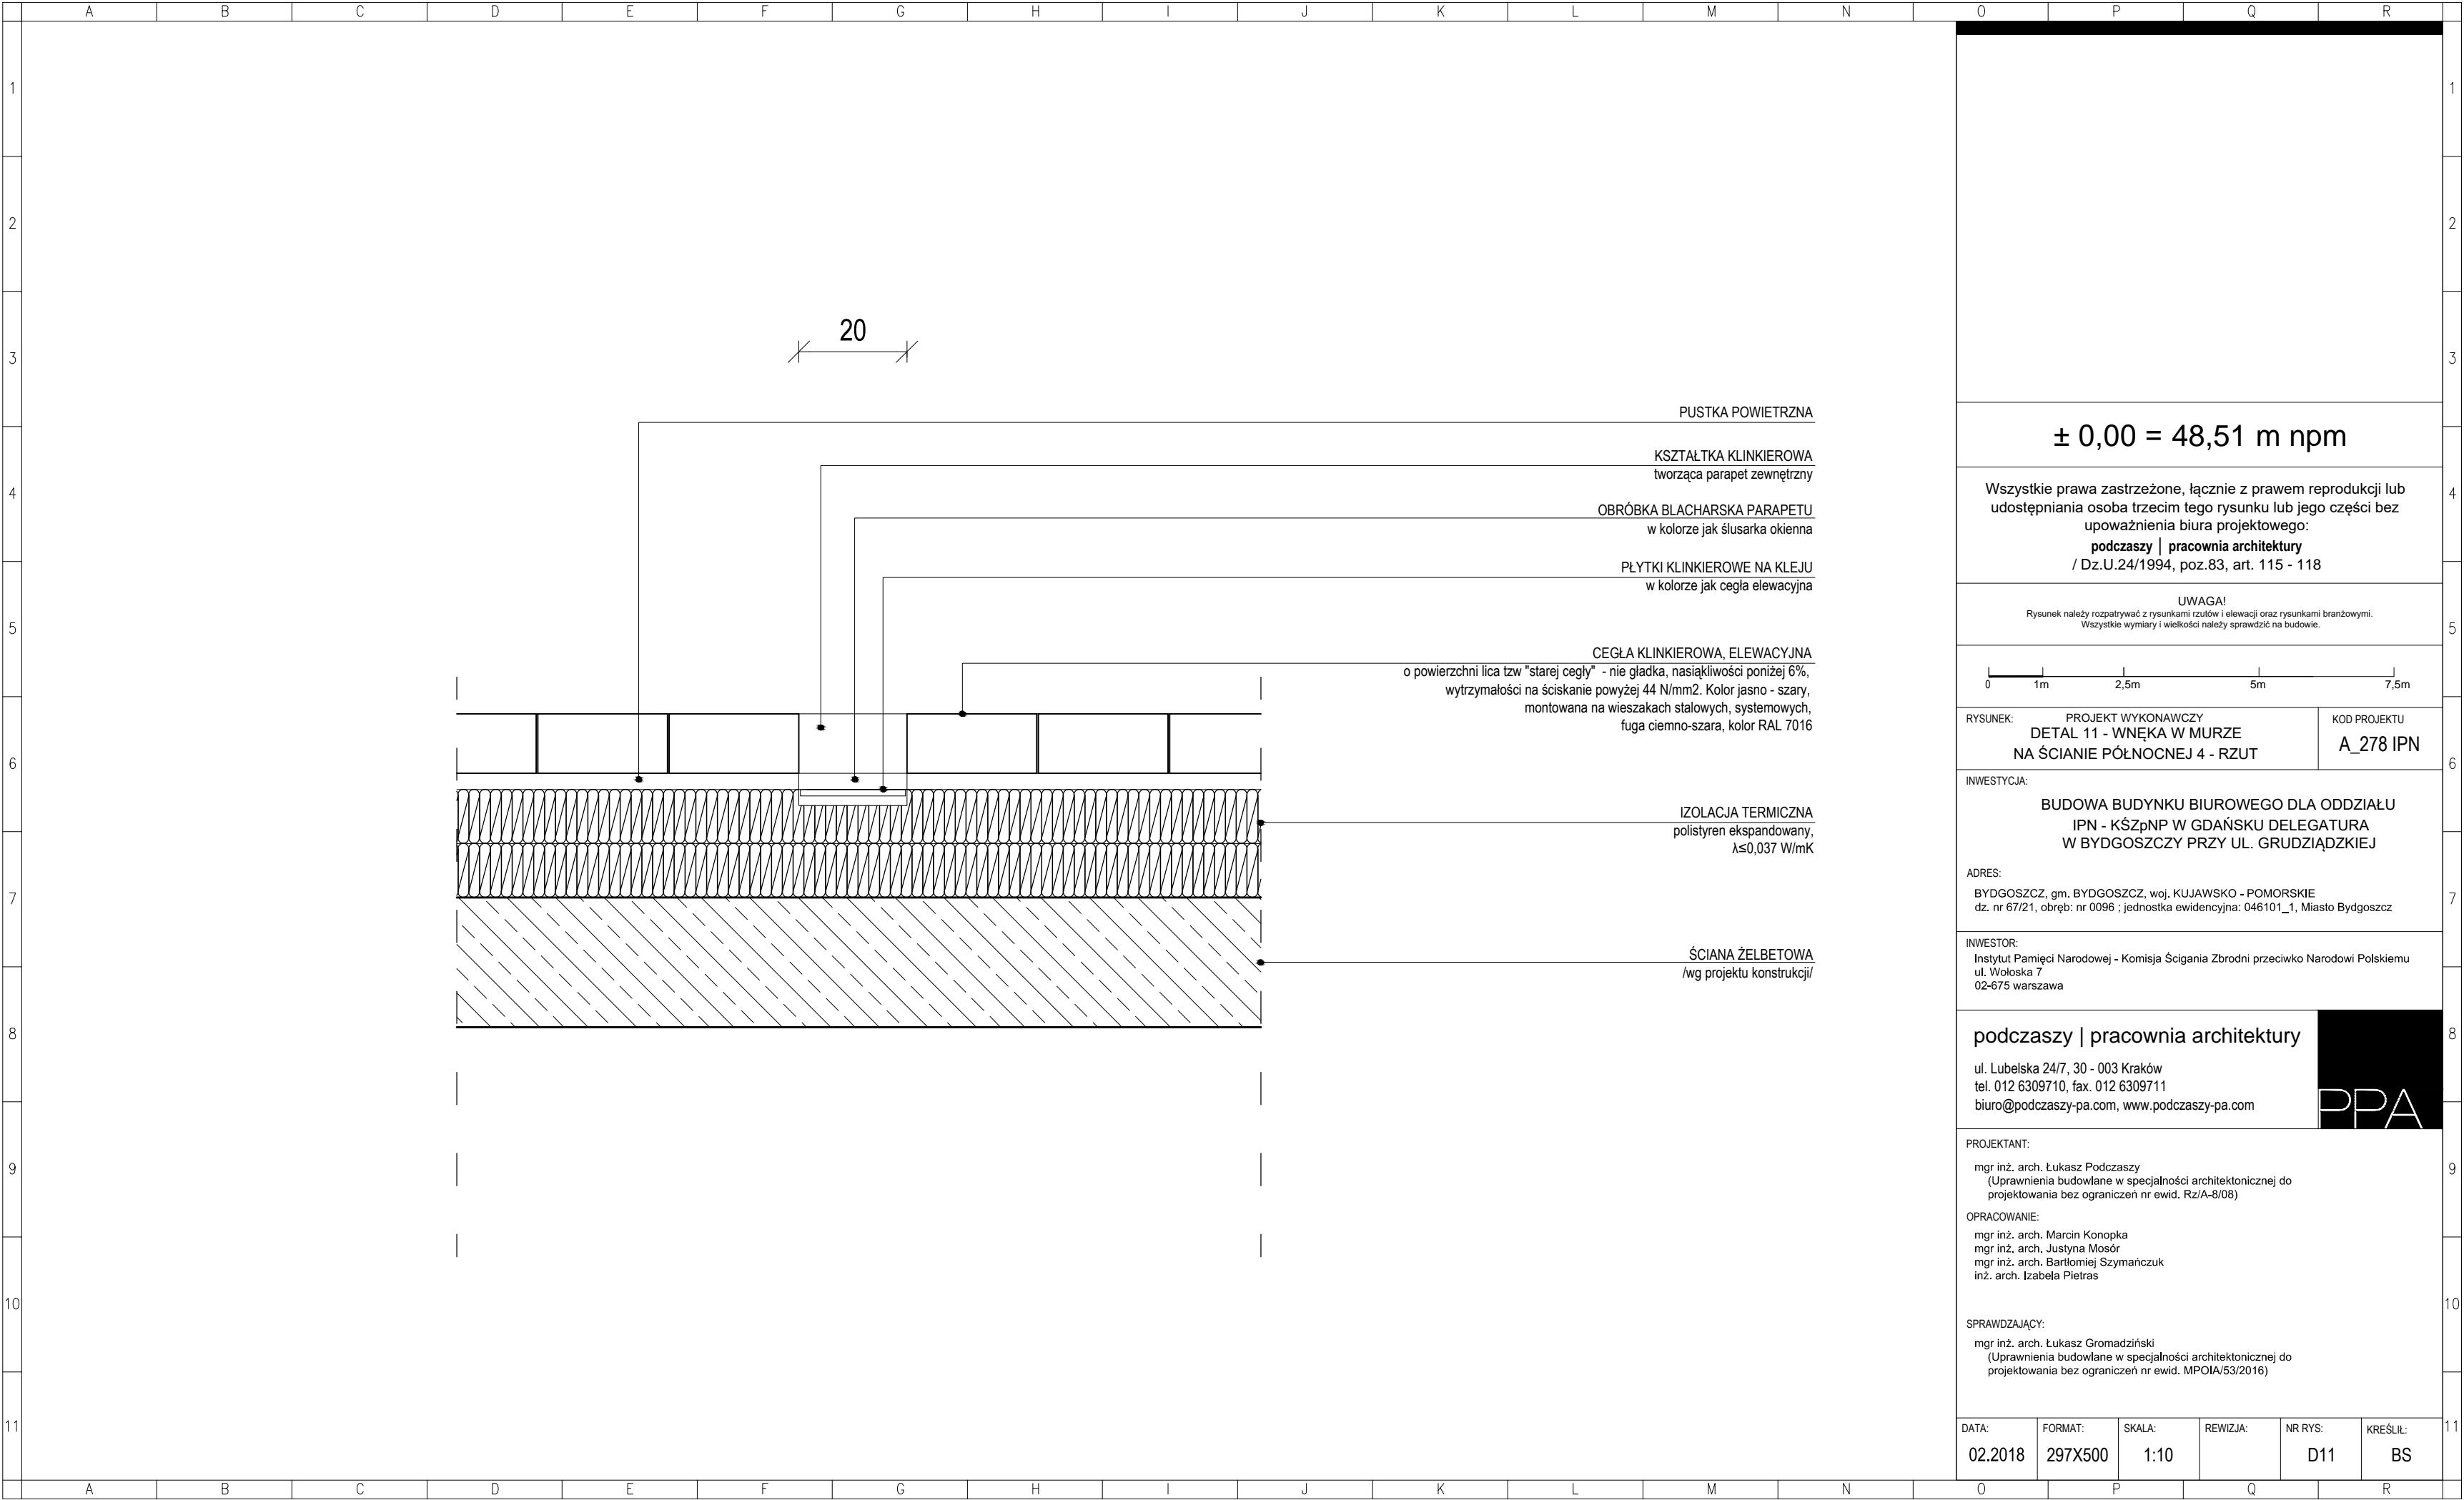 A B C D E F G H I J K L M N O P Q R
1 1
2 2
3 3
4 4
5 5
6 6
7 7
8 8
9 9
10 10
11 11
20
PUSTKA POWIETRZNA
KSZTAŁTKA KLINKIEROWA
tworząca parapet zewnętrzny
OBRÓBKA BLACHARSKA PARAPETU
w kolorze jak ślusarka okienna
PŁYTKI KLINKIEROWE NA KLEJU
w kolorze jak cegła elewacyjna
CEGŁA KLINKIEROWA, ELEWACYJNA
o powierzchni lica tzw "starej cegły" - nie gładka, nasiąkliwości poniżej 6%,
wytrzymałości na ściskanie powyżej 44 N/mm2. Kolor jasno - szary,
montowana na wieszakach stalowych, systemowych,
fuga ciemno-szara, kolor RAL 7016
IZOLACJA TERMICZNA
polistyren ekspandowany,
λ≤0,037 W/mK
ŚCIANA ŻELBETOWA
/wg projektu konstrukcji/
± 0,00 = 48,51 m npm
Wszystkie prawa zastrzeżone, łącznie z prawem reprodukcji lub
udostępniania osoba trzecim tego rysunku lub jego części bez
upoważnienia biura projektowego:
podczaszy | pracownia architektury
/ Dz.U.24/1994, poz.83, art. 115 - 118
UWAGA!
Rysunek należy rozpatrywać z rysunkami rzutów i elewacji oraz rysunkami branżowymi.
Wszystkie wymiary i wielkości należy sprawdzić na budowie.
0 1m 2,5m 5m 7,5m
RYSUNEK: PROJEKT WYKONAWCZY
DETAL 11 - WNĘKA W MURZE
NA ŚCIANIE PÓŁNOCNEJ 4 - RZUT
KOD PROJEKTU
A_278 IPN
INWESTYCJA:
BUDOWA BUDYNKU BIUROWEGO DLA ODDZIAŁU
IPN - KŚZpNP W GDAŃSKU DELEGATURA
W BYDGOSZCZY PRZY UL. GRUDZIĄDZKIEJ
ADRES:
BYDGOSZCZ, gm. BYDGOSZCZ, woj. KUJAWSKO - POMORSKIE
dz. nr 67/21, obręb: nr 0096 ; jednostka ewidencyjna: 046101_1, Miasto Bydgoszcz
INWESTOR:
Instytut Pamięci Narodowej - Komisja Ścigania Zbrodni przeciwko Narodowi Polskiemu
ul. Wołoska 7
02-675 warszawa
podczaszy | pracownia architektury
ul. Lubelska 24/7, 30 - 003 Kraków
tel. 012 6309710, fax. 012 6309711
biuro@podczaszy-pa.com, www.podczaszy-pa.com
PPA
PROJEKTANT:
mgr inż. arch. Łukasz Podczaszy
(Uprawnienia budowlane w specjalności architektonicznej do
projektowania bez ograniczeń nr ewid. Rz/A-8/08)
OPRACOWANIE:
mgr inż. arch. Marcin Konopka
mgr inż. arch. Justyna Mosór
mgr inż. arch. Bartłomiej Szymańczuk
inż. arch. Izabela Pietras
SPRAWDZAJĄCY:
mgr inż. arch. Łukasz Gromadziński
(Uprawnienia budowlane w specjalności architektonicznej do
projektowania bez ograniczeń nr ewid. MPOIA/53/2016)
DATA: FORMAT: SKALA: REWIZJA: NR RYS: KREŚLIŁ:
02.2018 297X500 1:10 D11 BS
A B C D E F G H I J K L M N O P Q R